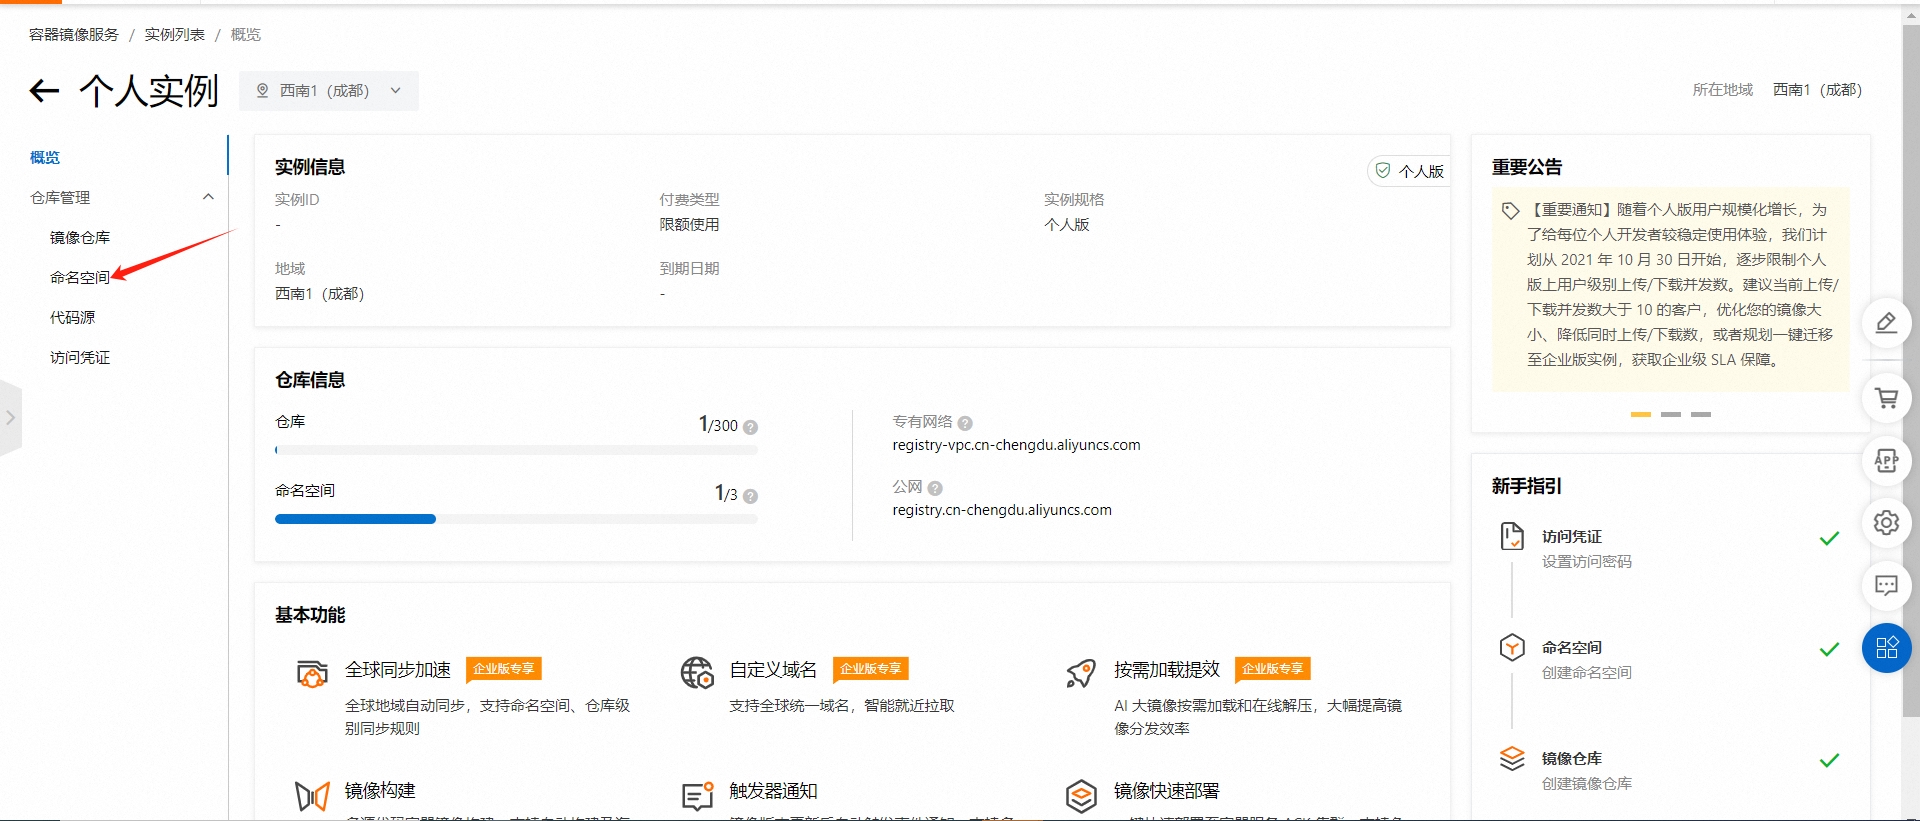 容器镜像服务 / 实例列表 / 概览
个人实例
西南1（成都）
所在地域 西南1（成都）
概览
仓库管理
镜像仓库
命名空间
代码源
访问凭证
实例信息
个人版
实例ID
-
付费类型
限额使用
实例规格
个人版
地域
西南1（成都）
到期日期
-
仓库信息
仓库 1/300
命名空间 1/3
专有网络
registry-vpc.cn-chengdu.aliyuncs.com
公网
registry.cn-chengdu.aliyuncs.com
基本功能
全球同步加速 企业版专享
全球地域自动同步，支持命名空间、仓库级
别同步规则
自定义域名 企业版专享
支持全球统一域名，智能就近拉取
按需加载提效 企业版专享
AI 大镜像按需加载和在线解压，大幅提高镜
像分发效率
镜像构建
触发器通知
镜像快速部署
重要公告
【重要通知】随着个人版用户规模化增长，为
了给每位个人开发者较稳定使用体验，我们计
划从 2021 年 10 月 30 日开始，逐步限制个人
版上用户级别上传/下载并发数。建议当前上传/
下载并发数大于 10 的客户，优化您的镜像大
小、降低同时上传/下载数，或者规划一键迁移
至企业版实例，获取企业级 SLA 保障。
新手指引
访问凭证
设置访问密码
命名空间
创建命名空间
镜像仓库
创建镜像仓库
APP